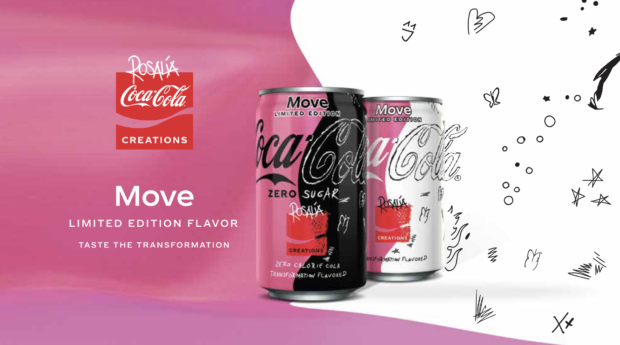 ROSALÍA
Coca-Cola
CREATIONS
Move
LIMITED EDITION FLAVOR
TASTE THE TRANSFORMATION
Move
LIMITED EDITION
Coca-Cola
ZERO SUGAR
ROSALÍA
CREATIONS
ZERO CALORIE COLA
TRANSFORMATION FLAVORED
Move
LIMITED EDITION
Coca-Cola
ROSALÍA
CREATIONS
TRANSFORMATION FLAVORED